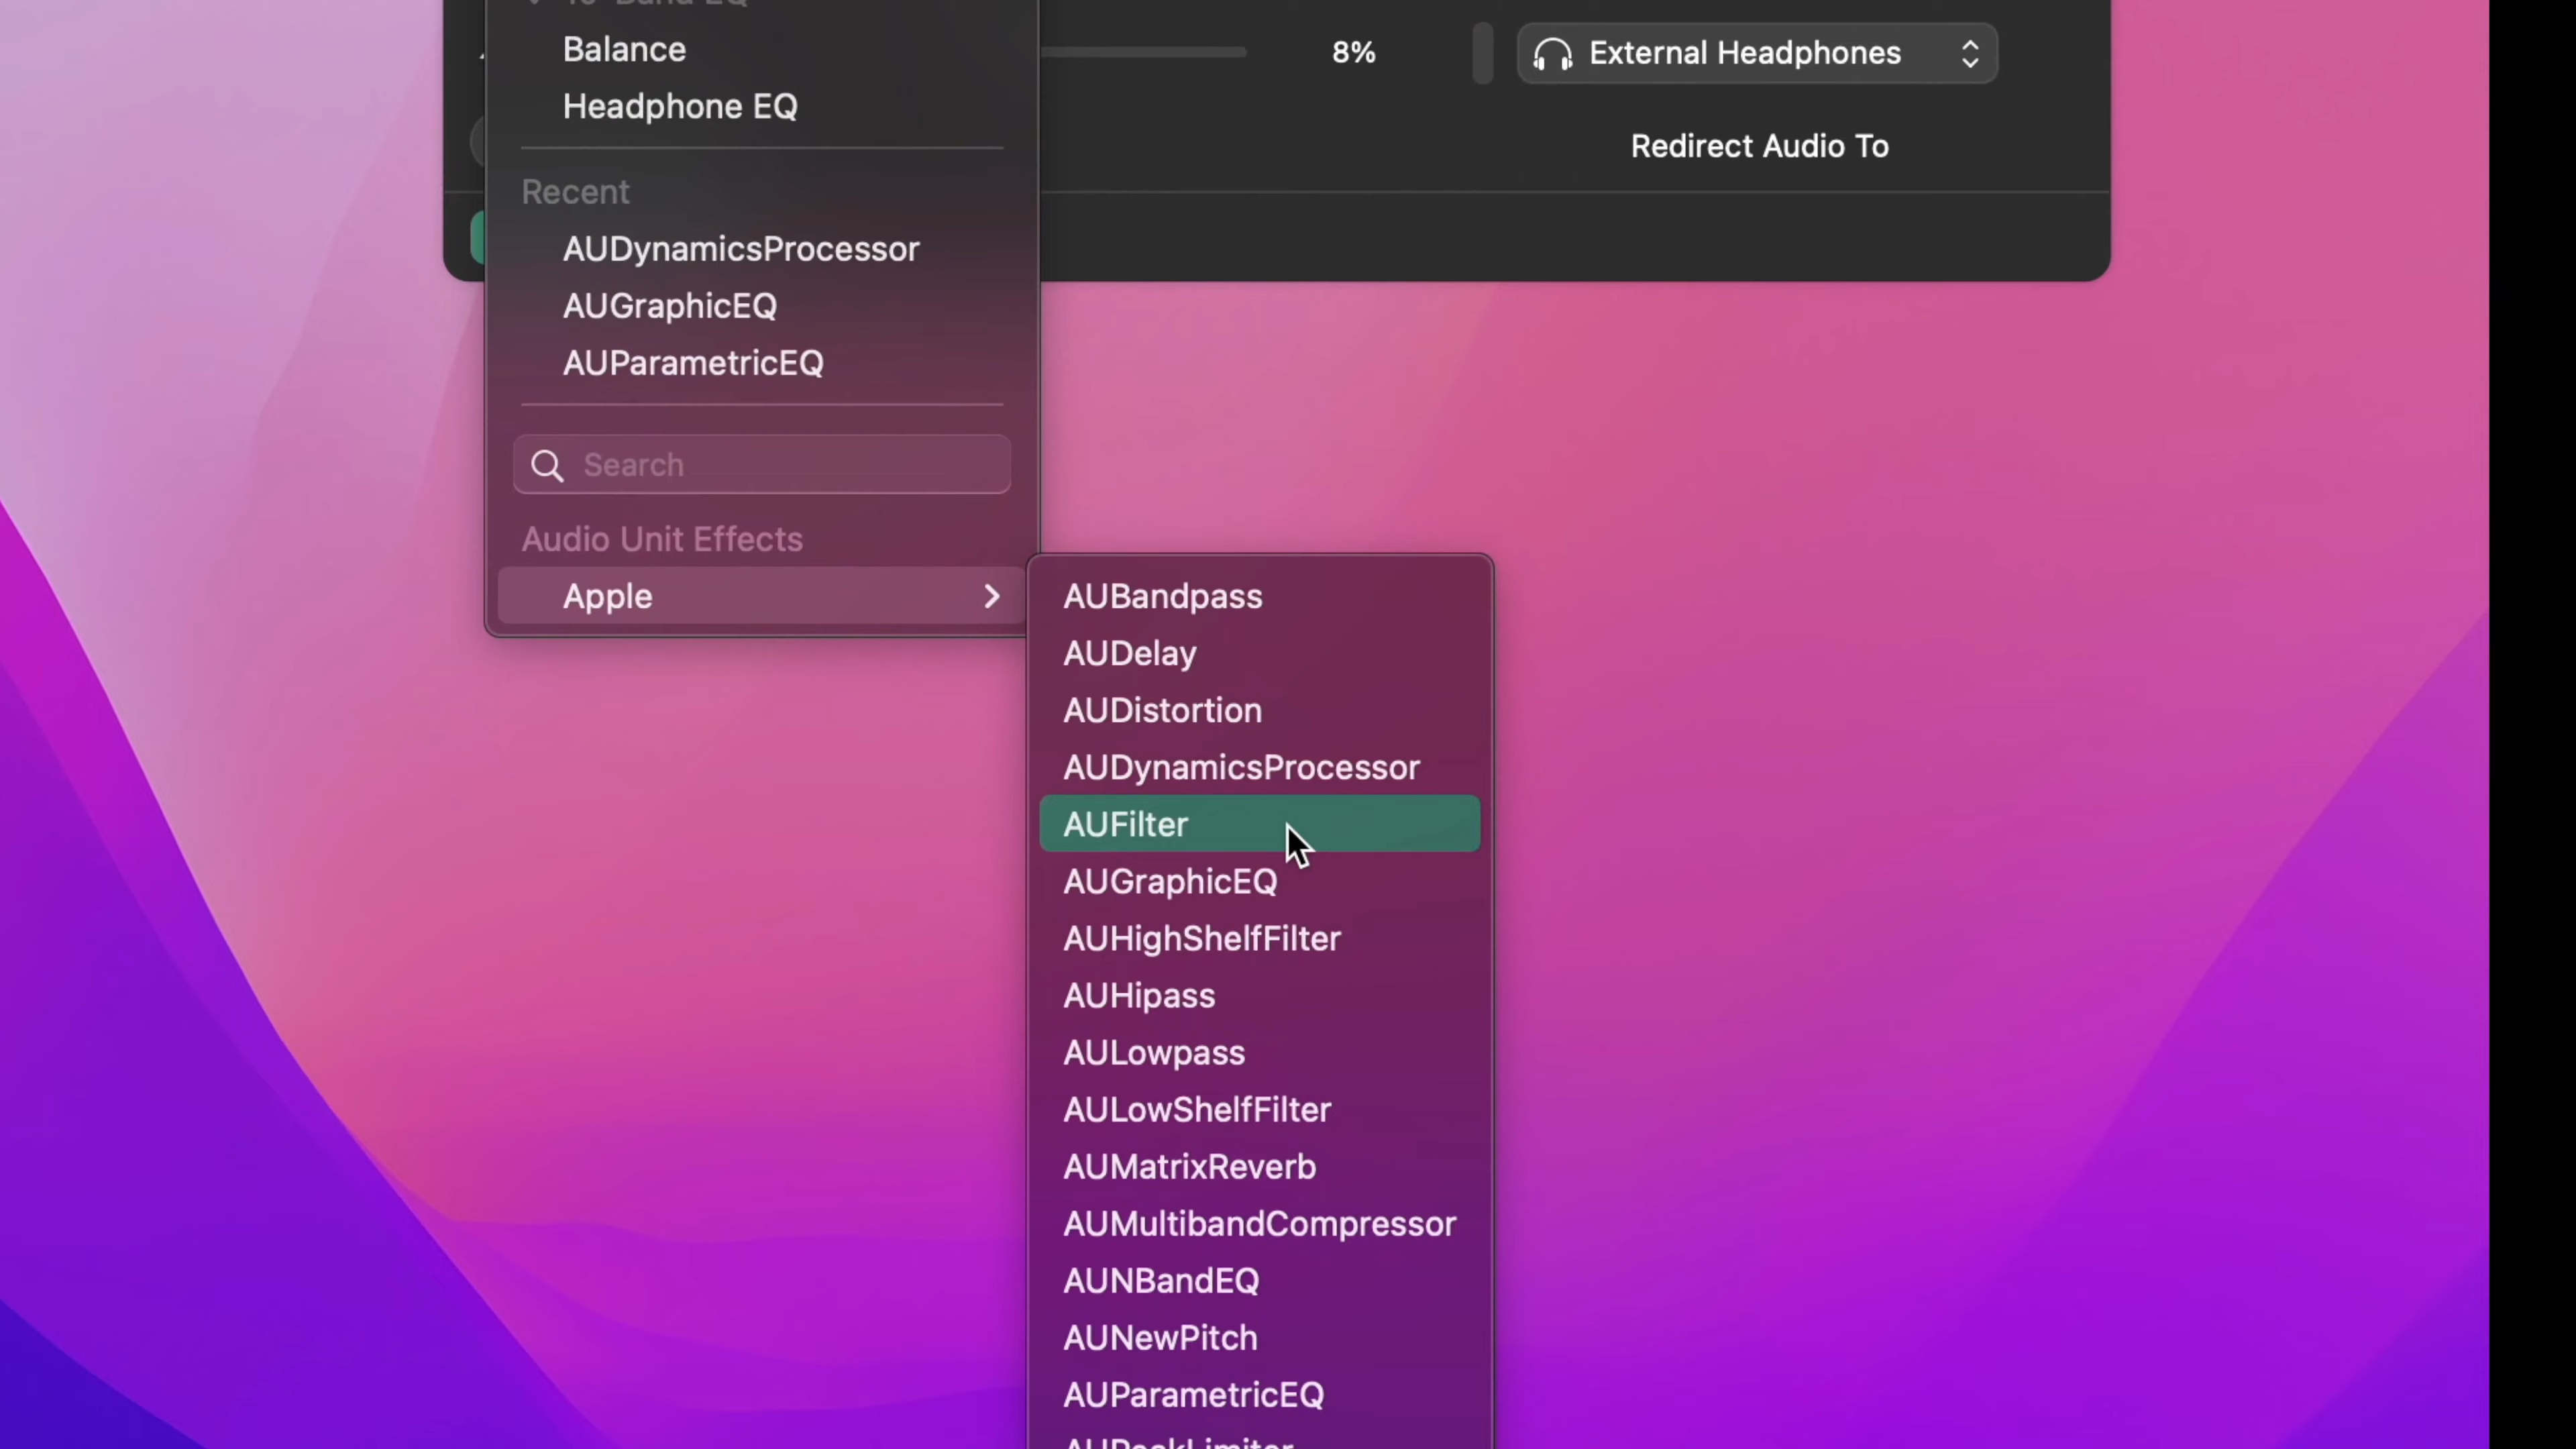 Balance
Headphone EQ
Recent
AUDynamicsProcessor
AUGraphicEQ
AUParametricEQ
Search
Audio Unit Effects
Apple
8%
External Headphones
Redirect Audio To
AUBandpass
AUDelay
AUDistortion
AUDynamicsProcessor
AUFilter
AUGraphicEQ
AUHighShelfFilter
AUHipass
AULowpass
AULowShelfFilter
AUMatrixReverb
AUMultibandCompressor
AUNBandEQ
AUNewPitch
AUParametricEQ